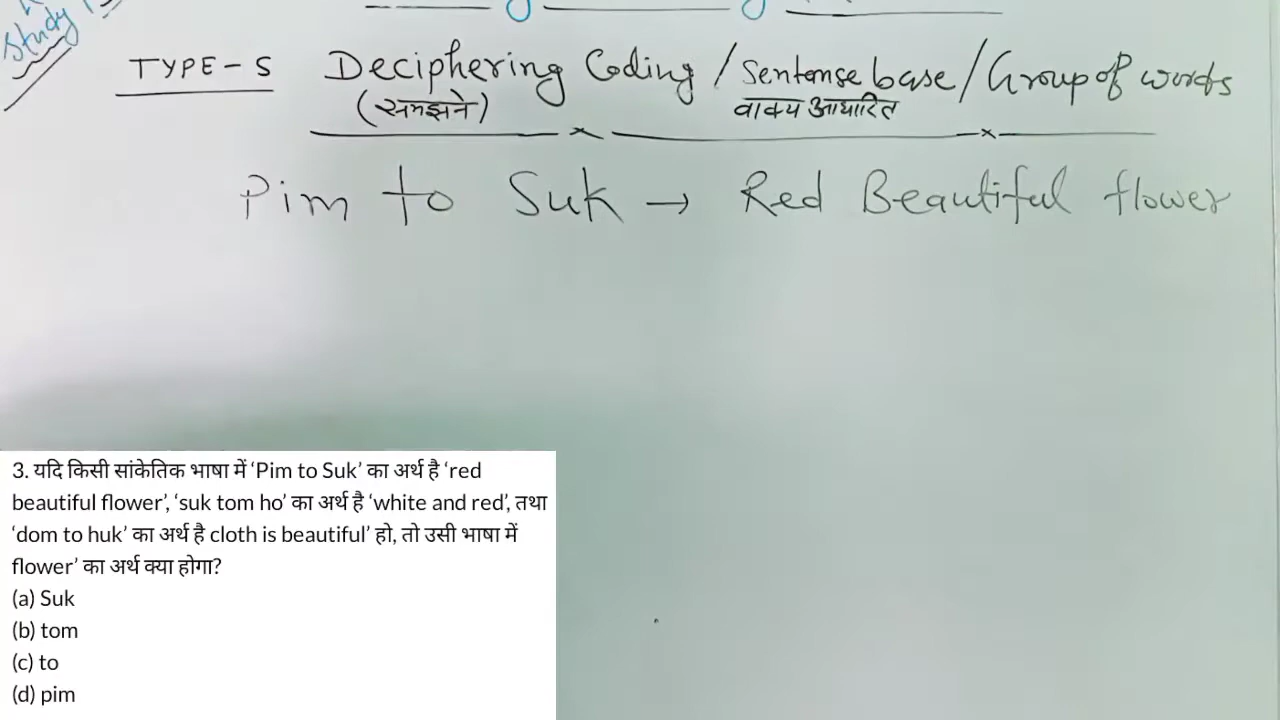 Study
TYPE-5 Deciphering Coding / Sentense base / Group of words
(समझने) वाक्य आधारित
Pim to Suk → Red Beautiful flower
3. यदि किसी सांकेतिक भाषा में ‘Pim to Suk’ का अर्थ है ‘red
beautiful flower’, ‘suk tom ho’ का अर्थ है ‘white and red’, तथा
‘dom to huk’ का अर्थ है cloth is beautiful’ हो, तो उसी भाषा में
flower’ का अर्थ क्या होगा?
(a) Suk
(b) tom
(c) to
(d) pim